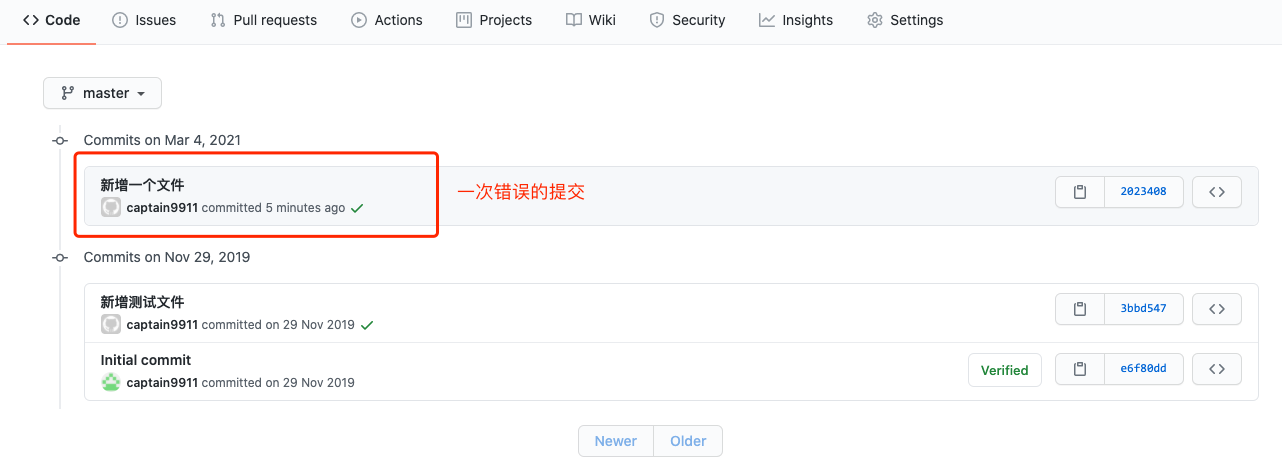 Code Issues Pull requests Actions Projects Wiki Security Insights Settings
master
Commits on Mar 4, 2021
新增一个文件
captain9911 committed 5 minutes ago
一次错误的提交
2023408
Commits on Nov 29, 2019
新增测试文件
captain9911 committed on 29 Nov 2019
3bbd547
Initial commit
captain9911 committed on 29 Nov 2019
Verified
e6f80dd
Newer Older